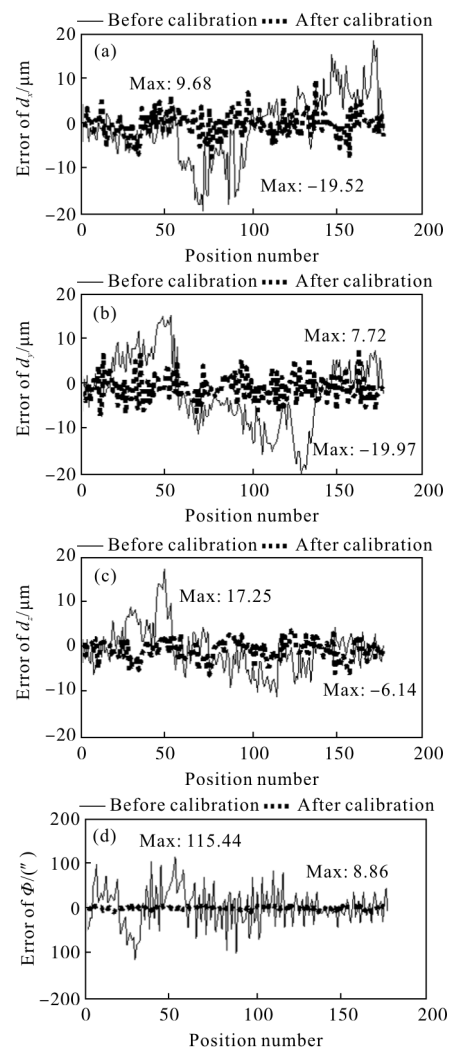 Before calibration After calibration
(a)
20
10
0
−10
−20
Error of dx/μm
Max: 9.68
Max: −19.52
0 50 100 150 200
Position number
Before calibration After calibration
(b)
20
10
0
−10
−20
Error of dy/μm
Max: 7.72
Max: −19.97
0 50 100 150 200
Position number
Before calibration After calibration
(c)
20
10
0
−10
−20
Error of dz/μm
Max: 17.25
Max: −6.14
0 50 100 150 200
Position number
Before calibration After calibration
(d)
200
100
0
100
−200
Error of Φ/(″)
Max: 115.44
Max: 8.86
0 50 100 150 200
Position number